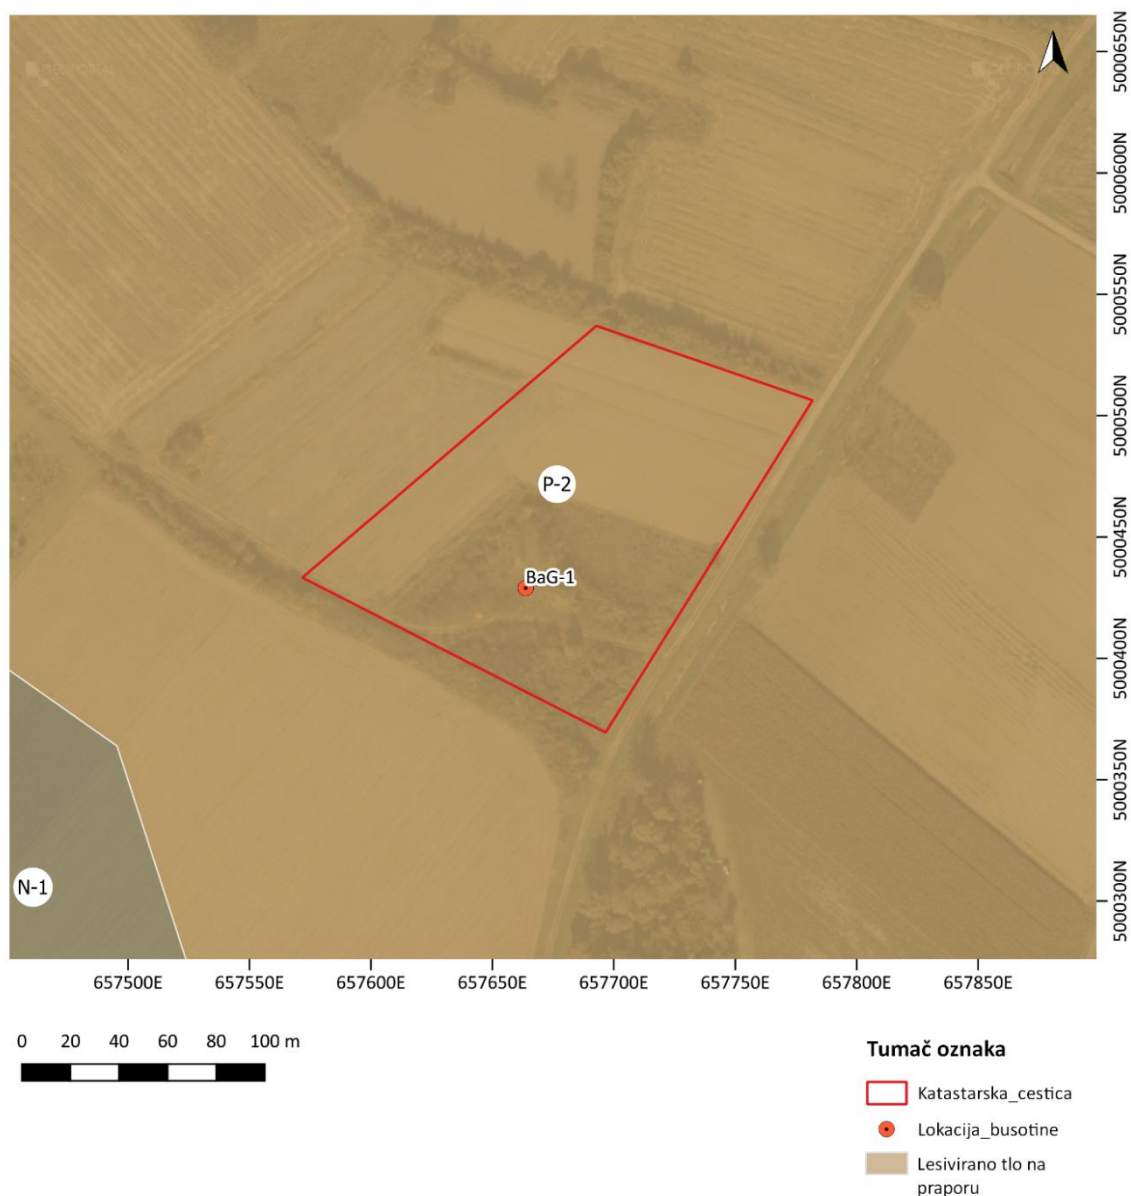 5000650N
5000600N
5000550N
5000500N
5000450N
5000400N
5000350N
5000300N
P-2
BaG-1
N-1
657500E 657550E 657600E 657650E 657700E 657750E 657800E 657850E
0 20 40 60 80 100 m
Tumač oznaka
Katastarska_cestica
Lokacija_busotine
Lesivirano tlo na
praporu